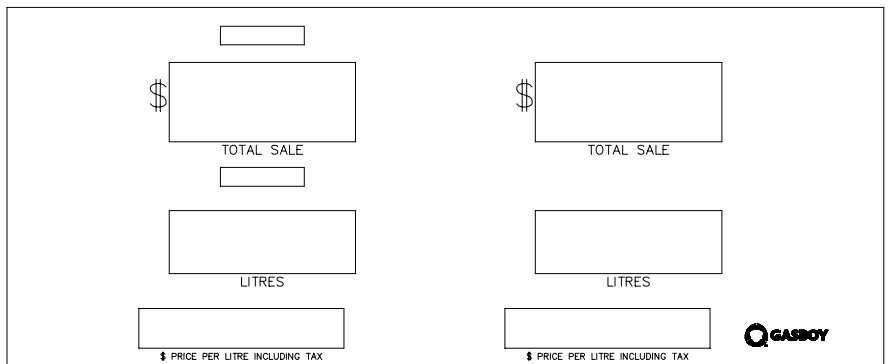 $ $
TOTAL SALE TOTAL SALE
LITRES LITRES
$ PRICE PER LITRE INCLUDING TAX $ PRICE PER LITRE INCLUDING TAX
GASBOY